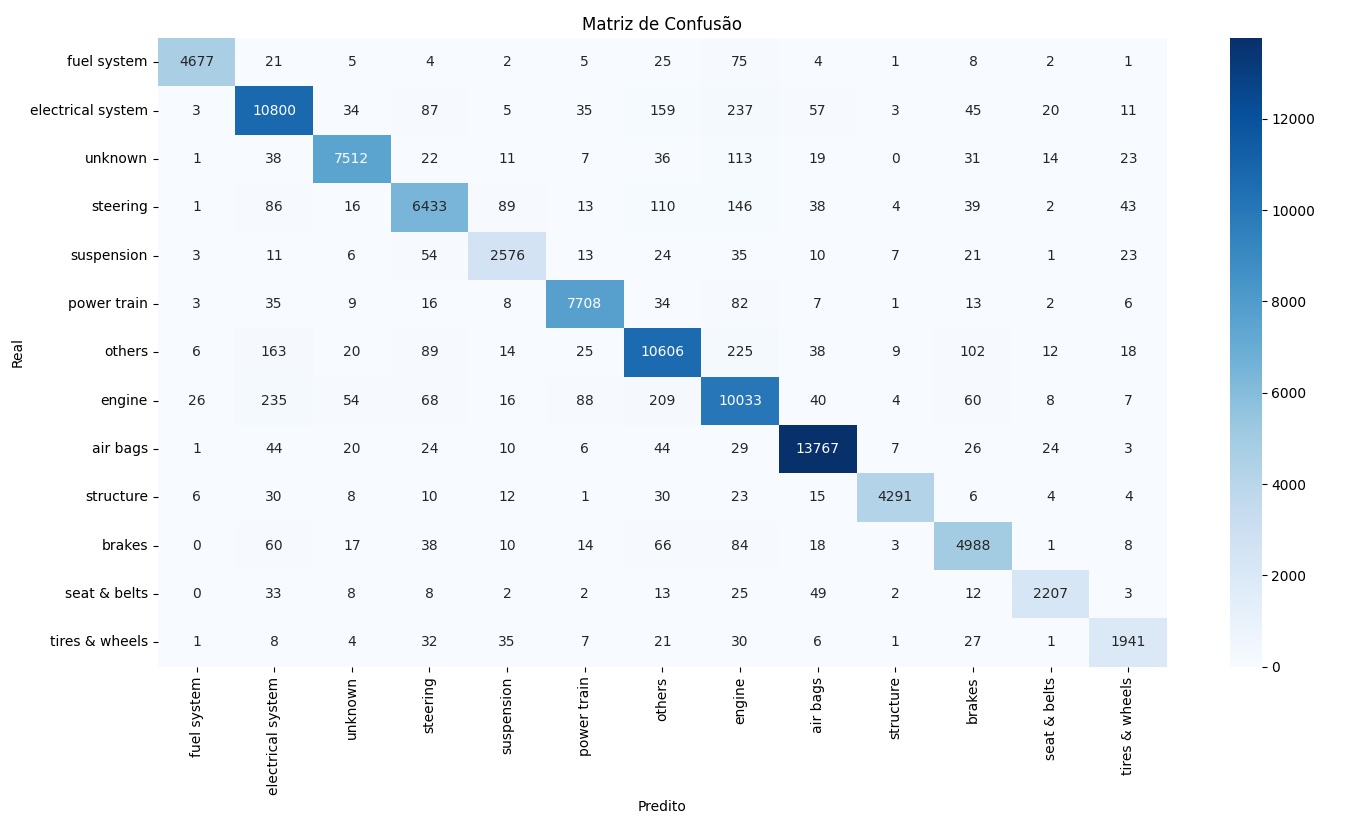 Matriz de Confusão
fuel system 4677 21 5 4 2 5 25 75 4 1 8 2 1
electrical system 3 10800 34 87 5 35 159 237 57 3 45 20 11
unknown 1 38 7512 22 11 7 36 113 19 0 31 14 23
steering 1 86 16 6433 89 13 110 146 38 4 39 2 43
suspension 3 11 6 54 2576 13 24 35 10 7 21 1 23
power train 3 35 9 16 8 7708 34 82 7 1 13 2 6
others 6 163 20 89 14 25 10606 225 38 9 102 12 18
engine 26 235 54 68 16 88 209 10033 40 4 60 8 7
air bags 1 44 20 24 10 6 44 29 13767 7 26 24 3
structure 6 30 8 10 12 1 30 23 15 4291 6 4 4
brakes 0 60 17 38 10 14 66 84 18 3 4988 1 8
seat & belts 0 33 8 8 2 2 13 25 49 2 12 2207 3
tires & wheels 1 8 4 32 35 7 21 30 6 1 27 1 1941
Real
fuel system
electrical system
unknown
steering
suspension
power train
others
engine
air bags
structure
brakes
seat & belts
tires & wheels
Predito
12000
10000
8000
6000
4000
2000
0